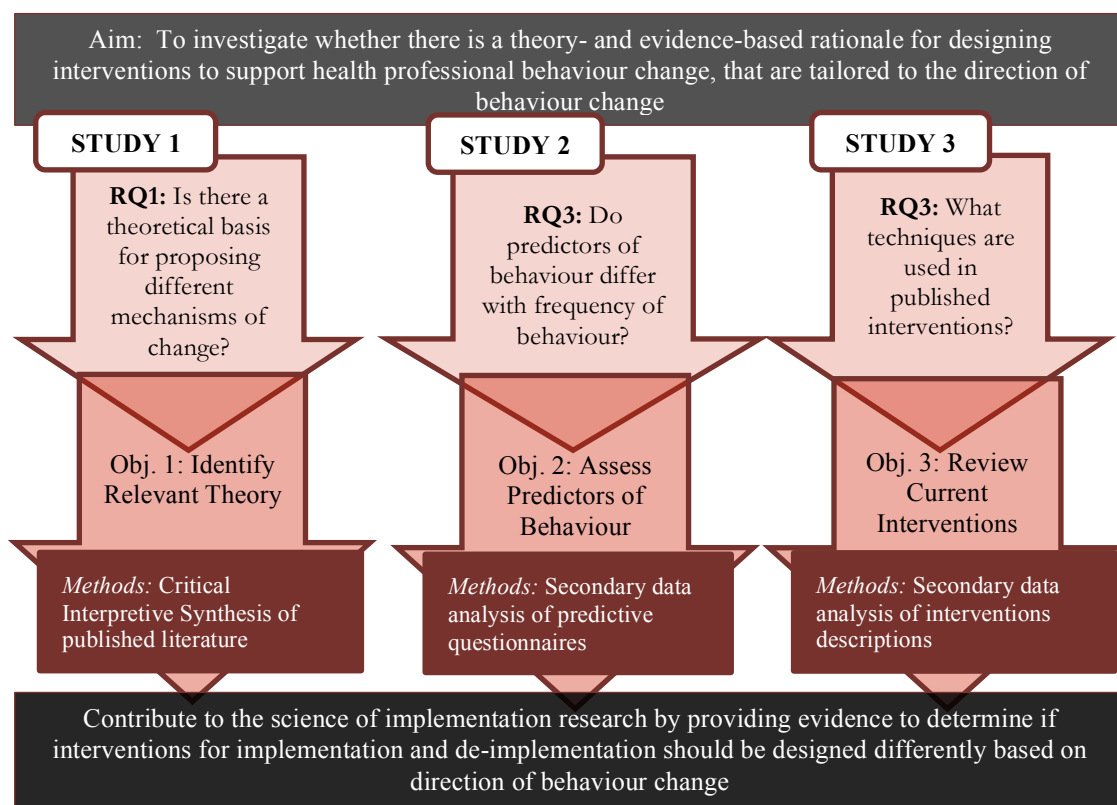 Aim:  To investigate whether there is a theory- and evidence-based rationale for designing
interventions to support health professional behaviour change, that are tailored to the direction of
behaviour change
STUDY 1
RQ1: Is there a
theoretical basis
for proposing
different
mechanisms of
change?
Obj. 1: Identify
Relevant Theory
Methods: Critical
Interpretive Synthesis of
published literature
STUDY 2
RQ3: Do
predictors of
behaviour differ
with frequency of
behaviour?
Obj. 2: Assess
Predictors of
Behaviour
Methods: Secondary data
analysis of predictive
questionnaires
STUDY 3
RQ3: What
techniques are
used in
published
interventions?
Obj. 3: Review
Current
Interventions
Methods: Secondary data
analysis of interventions
descriptions
Contribute to the science of implementation research by providing evidence to determine if
interventions for implementation and de-implementation should be designed differently based on
direction of behaviour change